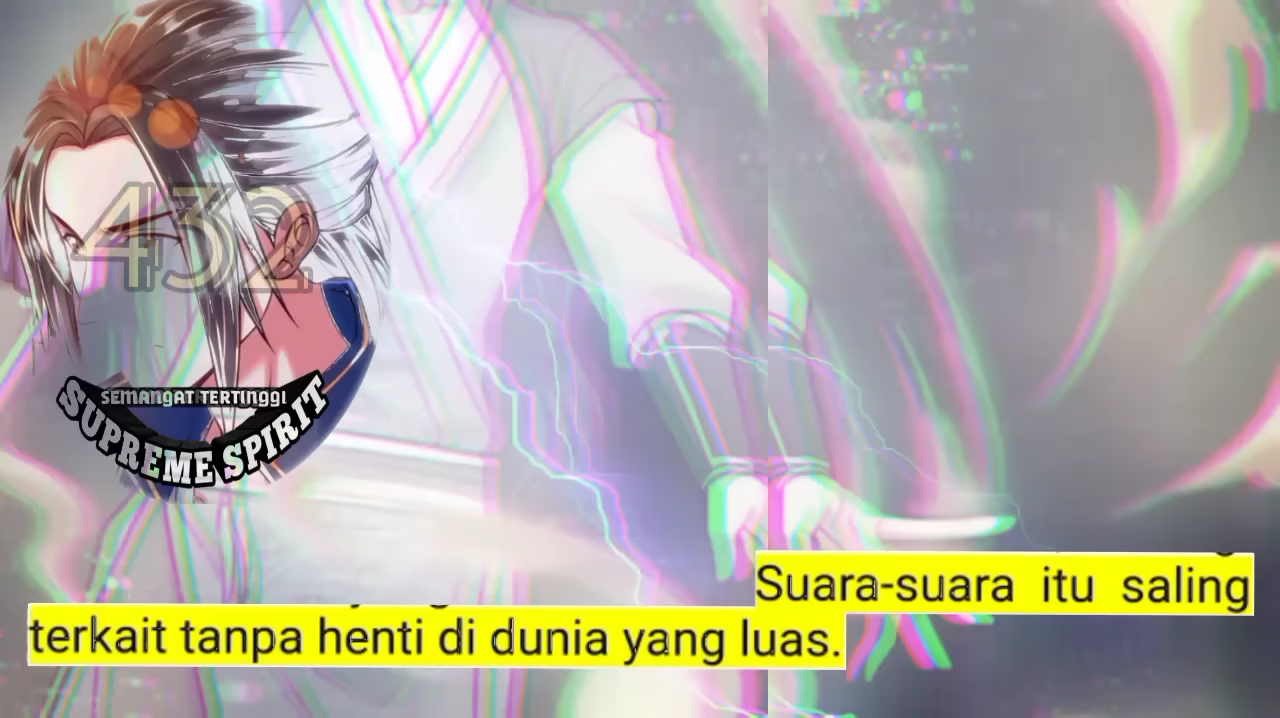 432
SEMANGAT TERTINGGI
SUPREME SPIRIT
Suara-suara itu saling
terkait tanpa henti di dunia yang luas.